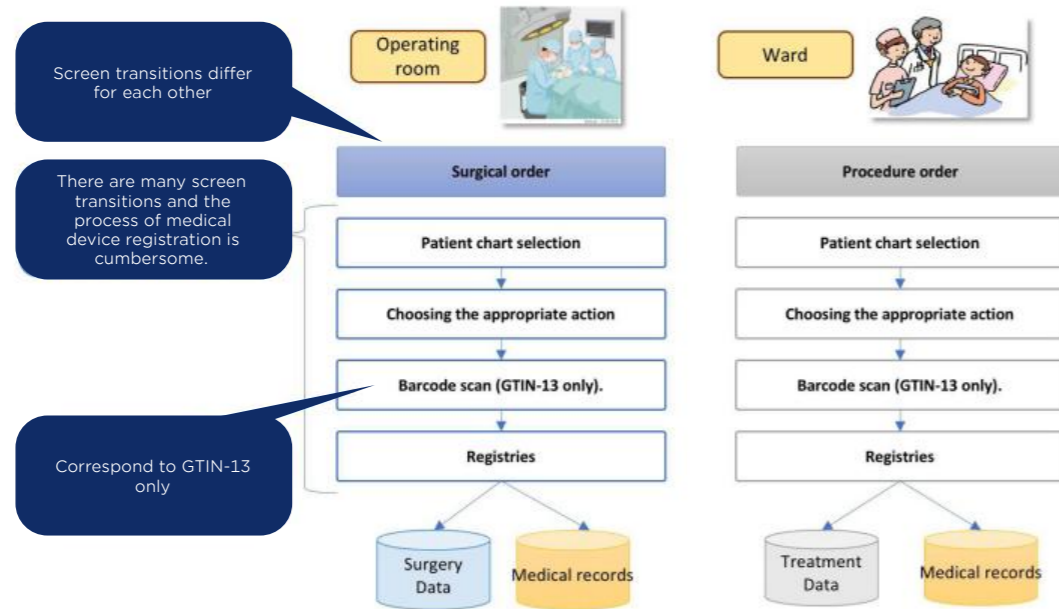 Operating
room
Ward
Screen transitions differ
for each other
Surgical order
Procedure order
There are many screen
transitions and the
process of medical
device registration is
cumbersome.
Patient chart selection
Patient chart selection
Choosing the appropriate action
Choosing the appropriate action
Barcode scan (GTIN-13 only).
Barcode scan (GTIN-13 only).
Correspond to GTIN-13
only
Registries
Registries
Surgery
Data
Medical records
Treatment
Data
Medical records